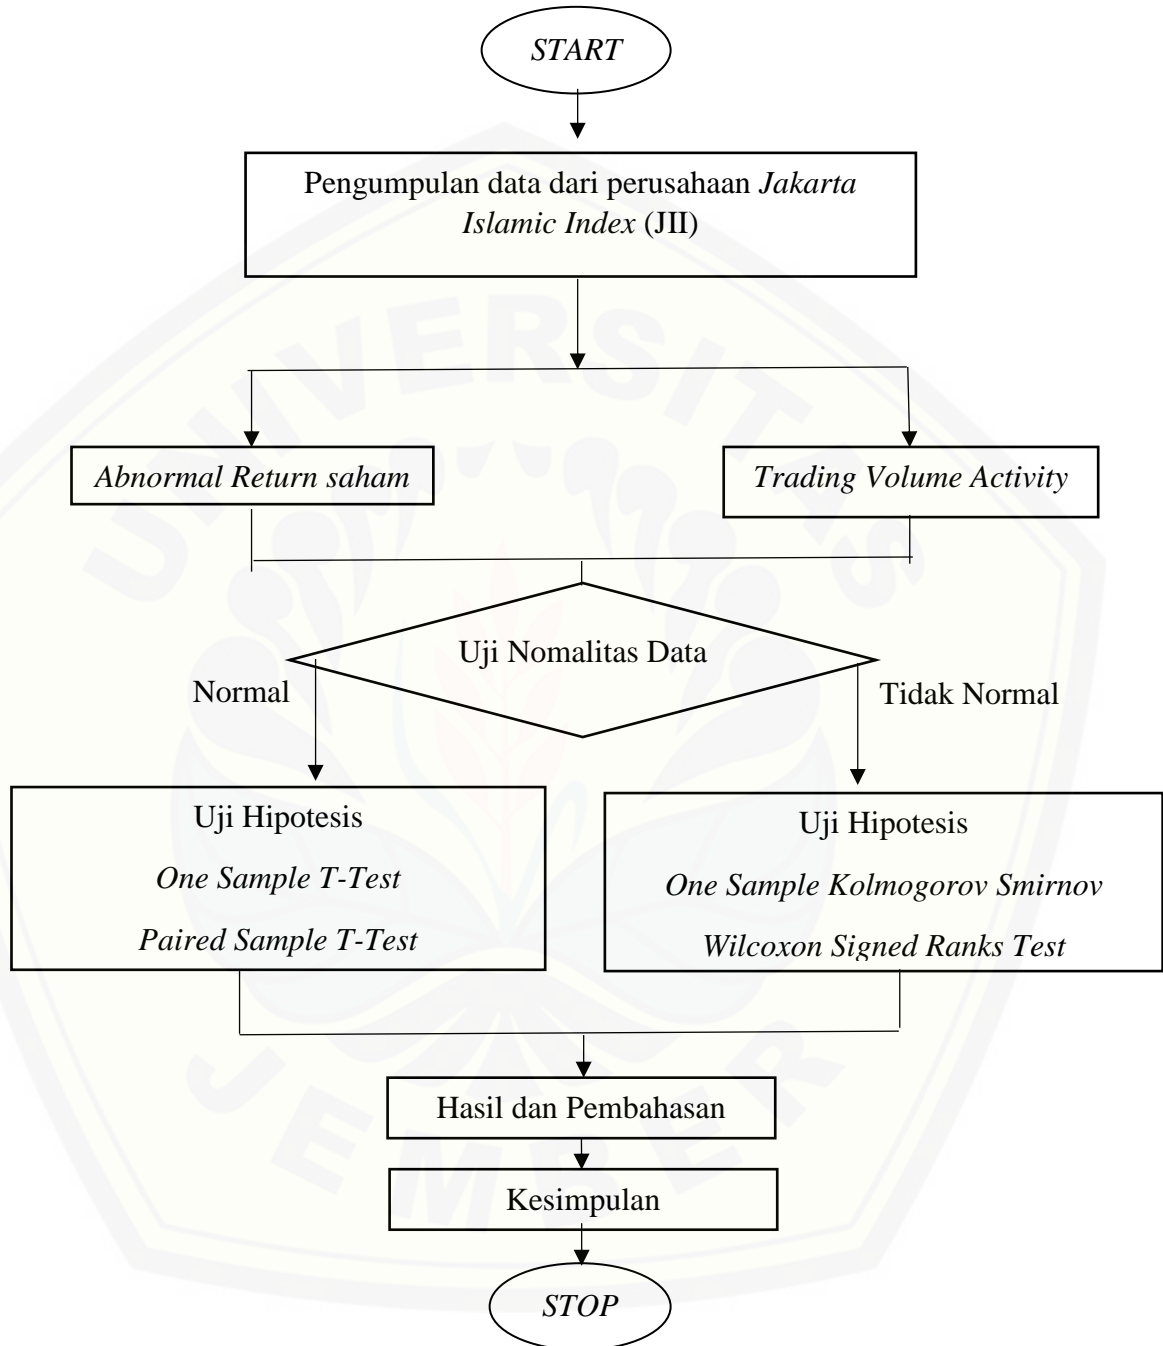 START
Pengumpulan data dari perusahaan Jakarta
Islamic Index (JII)
Abnormal Return saham
Trading Volume Activity
Uji Nomalitas Data
Normal
Tidak Normal
Uji Hipotesis
One Sample T-Test
Paired Sample T-Test
Uji Hipotesis
One Sample Kolmogorov Smirnov
Wilcoxon Signed Ranks Test
Hasil dan Pembahasan
Kesimpulan
STOP
UNIVERSITAS
JEMBER